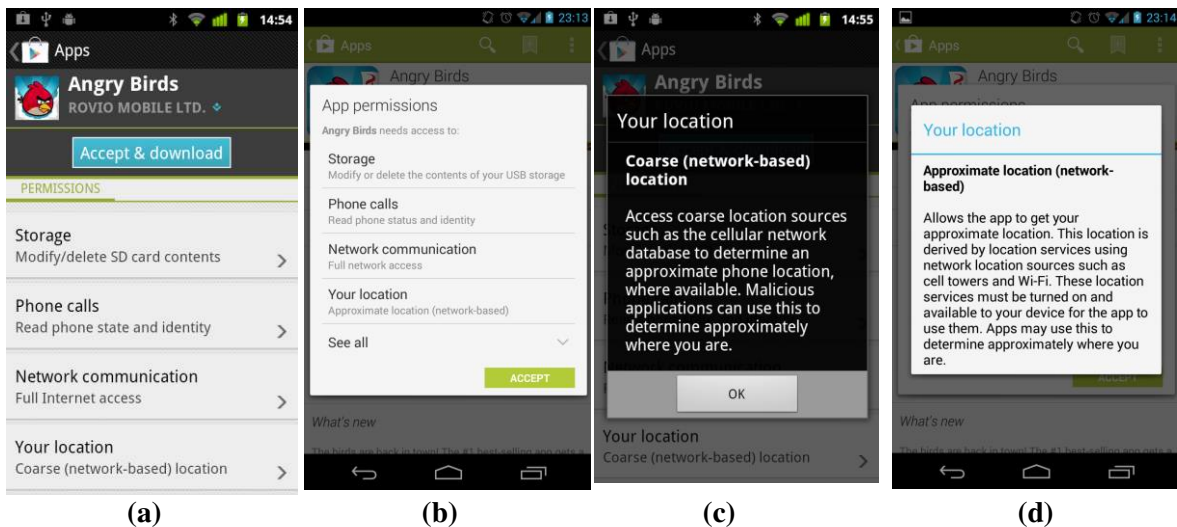 14:54
Apps
Angry Birds
ROVIO MOBILE LTD.
Accept & download
PERMISSIONS
Storage
Modify/delete SD card contents
Phone calls
Read phone state and identity
Network communication
Full Internet access
Your location
Coarse (network-based) location
(a)
23:13
Apps
Angry Birds
App permissions
Angry Birds needs access to:
Storage
Modify or delete the contents of your USB storage
Phone calls
Read phone status and identity
Network communication
Full network access
Your location
Approximate location (network-based)
See all
ACCEPT
What's new
The birds are back in town! The #1 best-selling app gets a
(b)
14:55
Apps
Angry Birds
Your location
Coarse (network-based)
location
Access coarse location sources
such as the cellular network
database to determine an
approximate phone location,
where available. Malicious
applications can use this to
determine approximately
where you are.
OK
Your location
Coarse (network-based) location
(c)
23:14
Apps
Angry Birds
App permissions
Your location
Approximate location (network-
based)
Allows the app to get your
approximate location. This location is
derived by location services using
network location sources such as
cell towers and Wi-Fi. These location
services must be turned on and
available to your device for the app to
use them. Apps may use this to
determine approximately where you
are.
ACCEPT
What's new
The birds are back in town! The #1 best-selling app gets a
(d)